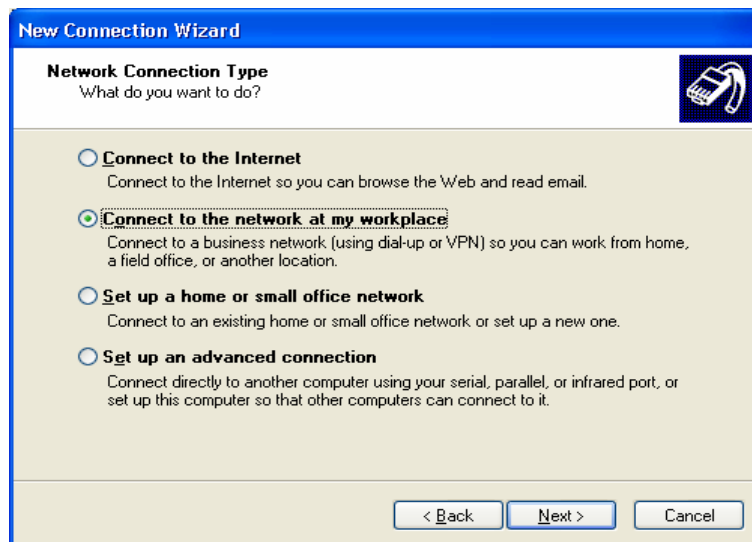 New Connection Wizard
Network Connection Type
What do you want to do?
Connect to the Internet
Connect to the Internet so you can browse the Web and read email.
Connect to the network at my workplace
Connect to a business network (using dial-up or VPN) so you can work from home,
a field office, or another location.
Set up a home or small office network
Connect to an existing home or small office network or set up a new one.
Set up an advanced connection
Connect directly to another computer using your serial, parallel, or infrared port, or
set up this computer so that other computers can connect to it.
< Back Next > Cancel